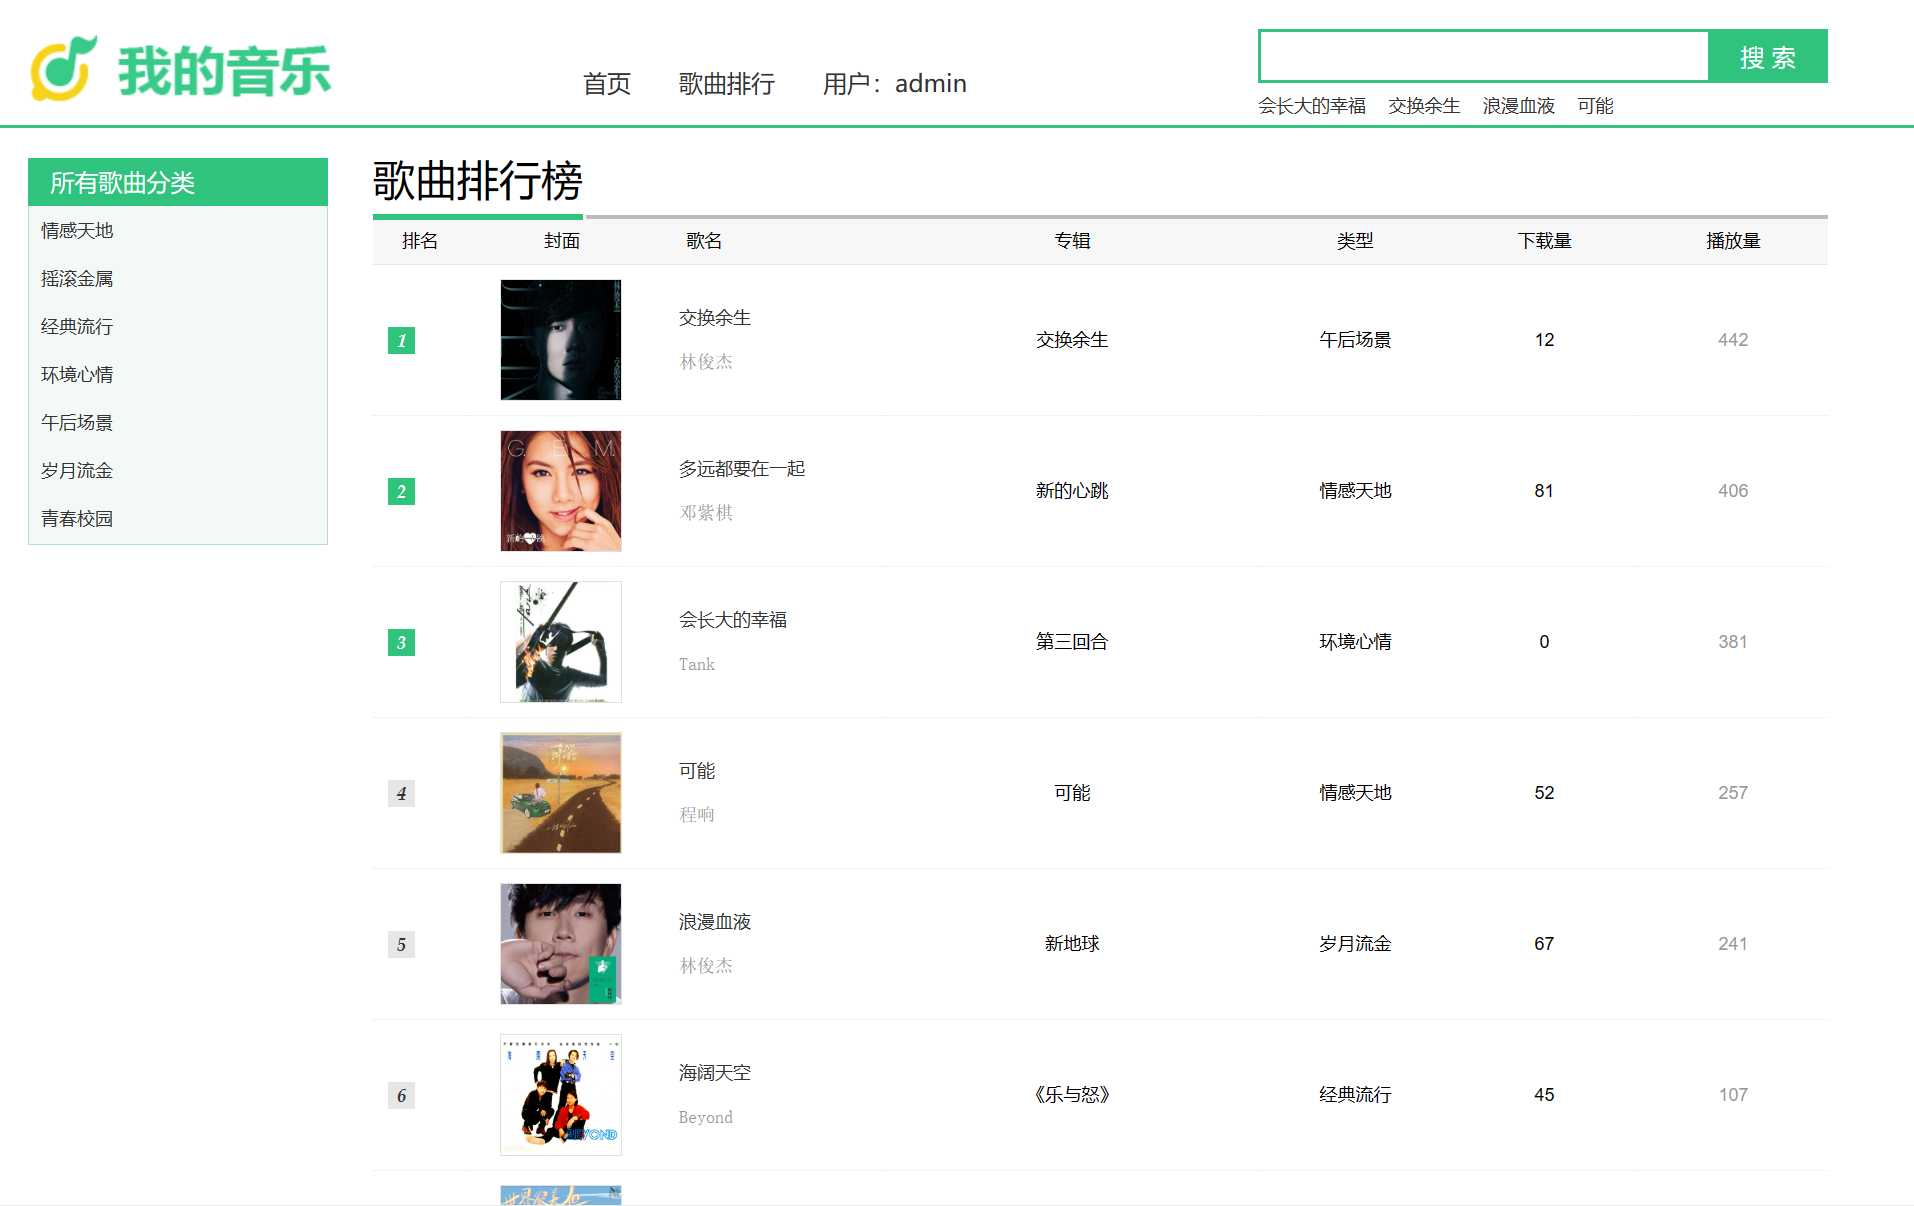 我的音乐
首页 歌曲排行 用户：admin
搜 索
会长大的幸福 交换余生 浪漫血液 可能
所有歌曲分类
情感天地
摇滚金属
经典流行
环境心情
午后场景
岁月流金
青春校园
歌曲排行榜
排名 封面 歌名 专辑 类型 下载量 播放量
1 交换余生 交换余生 午后场景 12 442
林俊杰
G. E. M.
2 多远都要在一起 新的心跳 情感天地 81 406
邓紫棋
3 会长大的幸福 第三回合 环境心情 0 381
Tank
4 可能 可能 情感天地 52 257
程响
5 浪漫血液 新地球 岁月流金 67 241
林俊杰
海阔天空
6 海阔天空 《乐与怒》 经典流行 45 107
Beyond
BEYOND